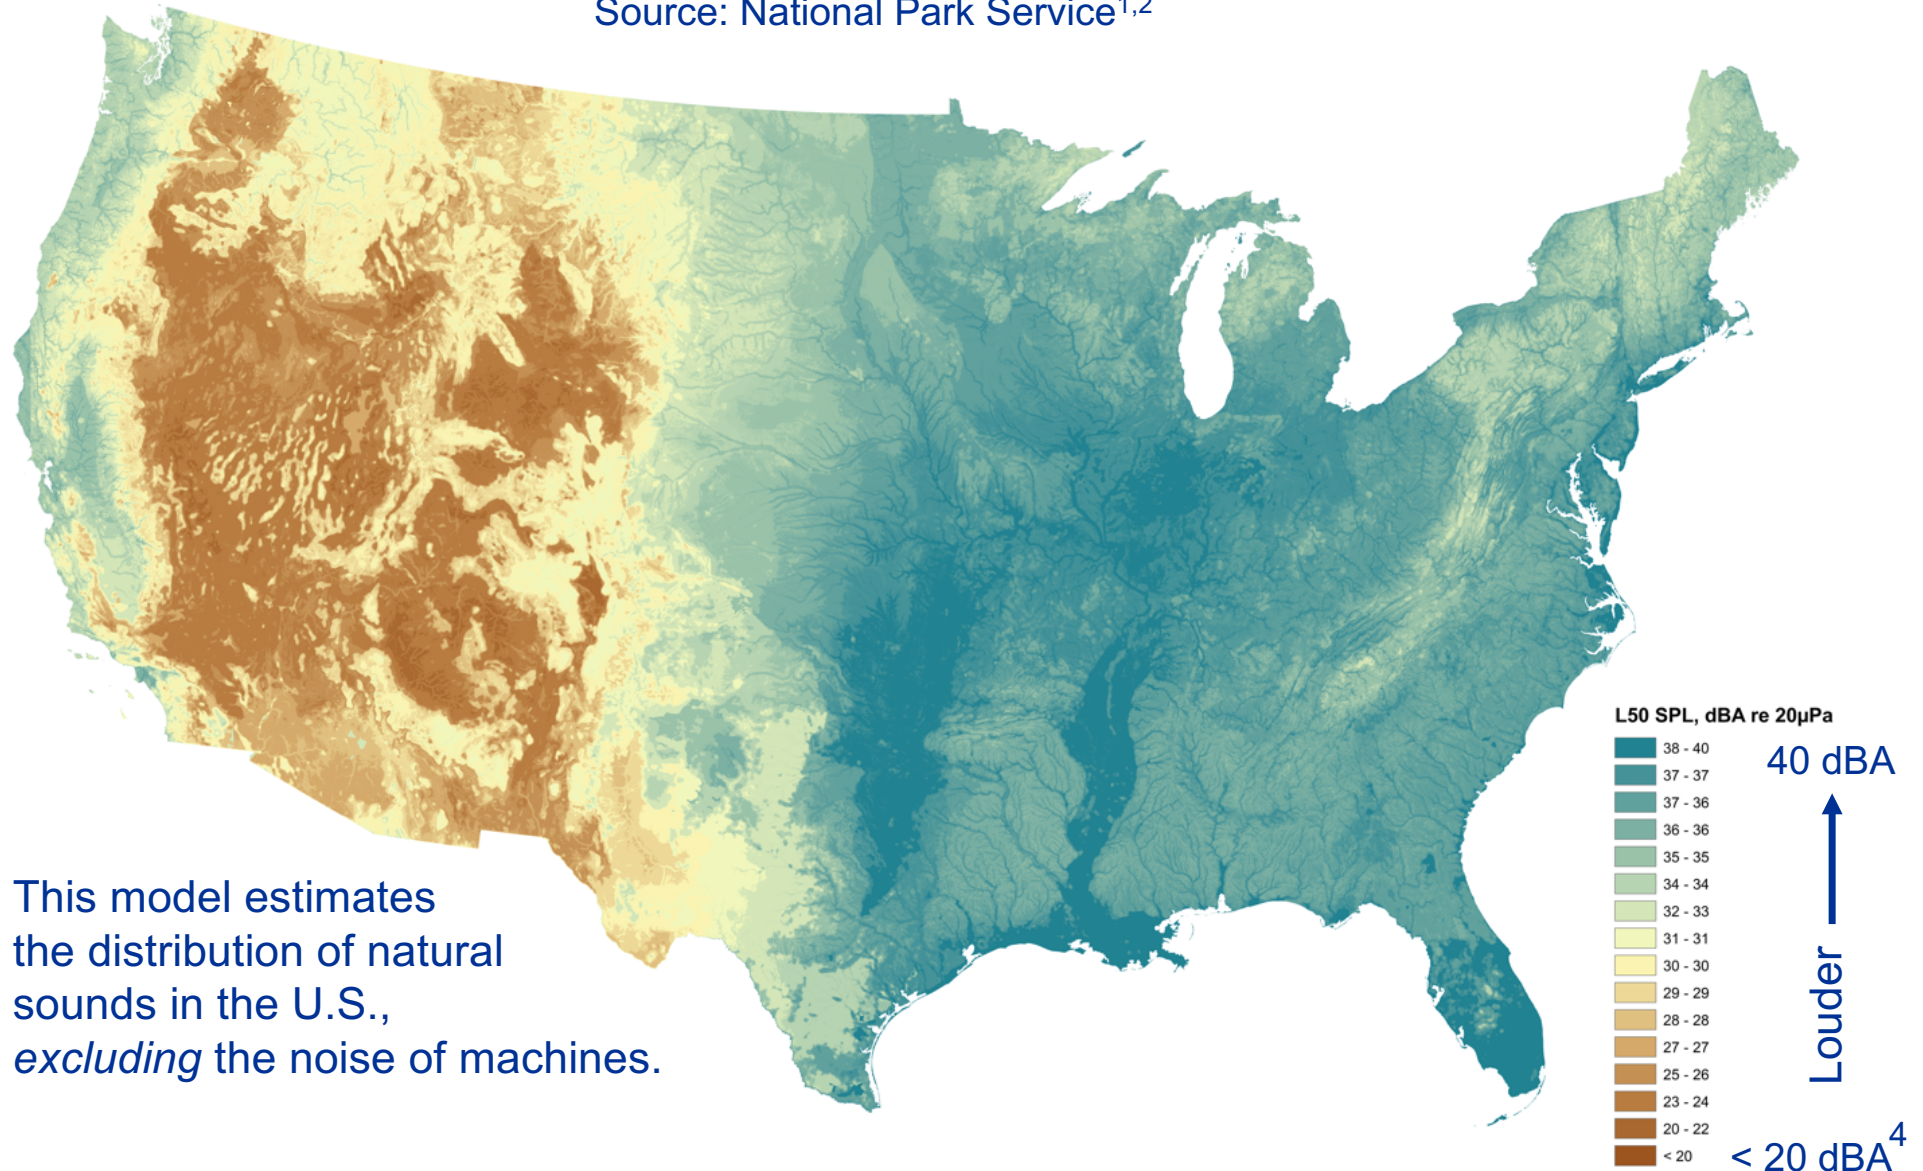 Source: National Park Service1,2
This model estimates
the distribution of natural
sounds in the U.S.,
excluding the noise of machines.
L50 SPL, dBA re 20µPa
38 - 40
37 - 37
37 - 36
36 - 36
35 - 35
34 - 34
32 - 33
31 - 31
30 - 30
29 - 29
28 - 28
27 - 27
25 - 26
23 - 24
20 - 22
< 20
40 dBA
Louder
< 20 dBA4